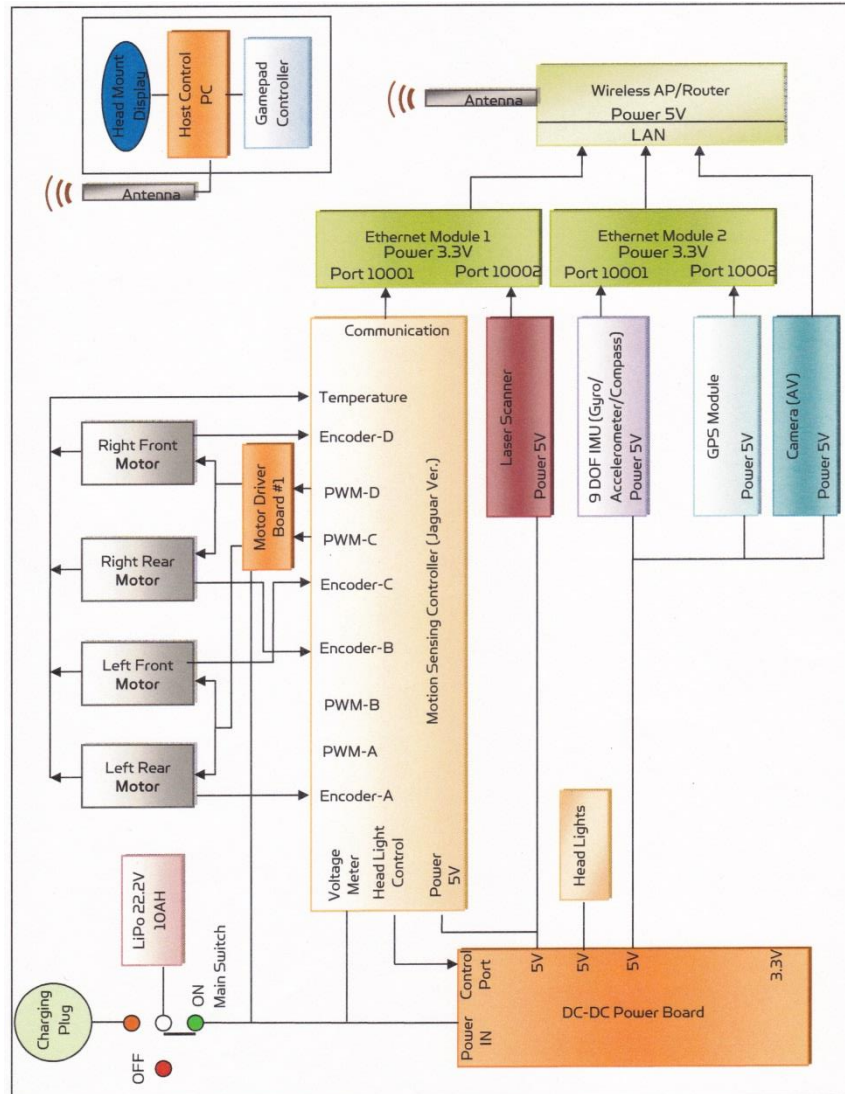 Head Mount
Display
Host Control
PC
Gamepad
Controller
Antenna
Antenna
Wireless AP/Router
Power 5V
LAN
Ethernet Module 1
Power 3.3V
Port 10001
Port 10002
Ethernet Module 2
Power 3.3V
Port 10001
Port 10002
Right Front
Motor
Right Rear
Motor
Left Front
Motor
Left Rear
Motor
Motor Driver
Board #1
Communication
Temperature
Encoder-D
PWM-D
PWM-C
Encoder-C
Encoder-B
PWM-B
PWM-A
Encoder-A
Voltage
Meter
Head Light
Control
Power
5V
Motion Sensing Controller (Jaguar Ver.)
Laser Scanner
Power 5V
9 DOF IMU (Gyro/
Accelerometer/Compass)
Power 5V
GPS Module
Power 5V
Camera (AV)
Power 5V
Charging
Plug
LiPo 22.2V
10AH
OFF
ON
Main Switch
Head Lights
Power
IN
Control
Port
5V
5V
5V
3.3V
DC-DC Power Board